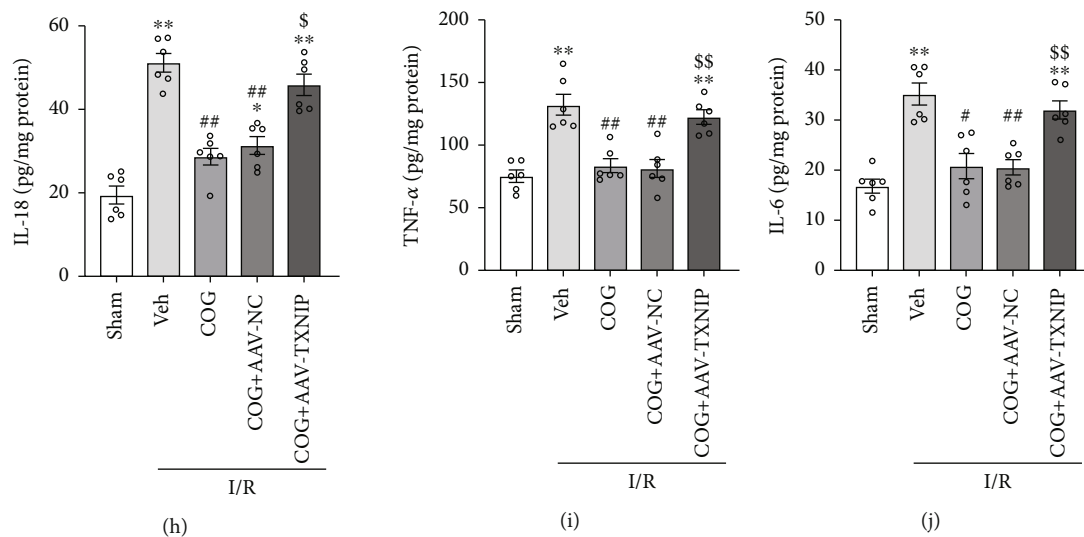 IL-18 (pg/mg protein)
60
40
20
0
**
##
##
*
$
**
Sham
Veh
COG
COG+AAV-NC
COG+AAV-TXNIP
I/R
(h)
TNF-α (pg/mg protein)
200
150
100
50
0
**
##
##
$$
**
Sham
Veh
COG
COG+AAV-NC
COG+AAV-TXNIP
I/R
(i)
IL-6 (pg/mg protein)
50
40
30
20
10
0
**
#
##
$$
**
Sham
Veh
COG
COG+AAV-NC
COG+AAV-TXNIP
I/R
(j)